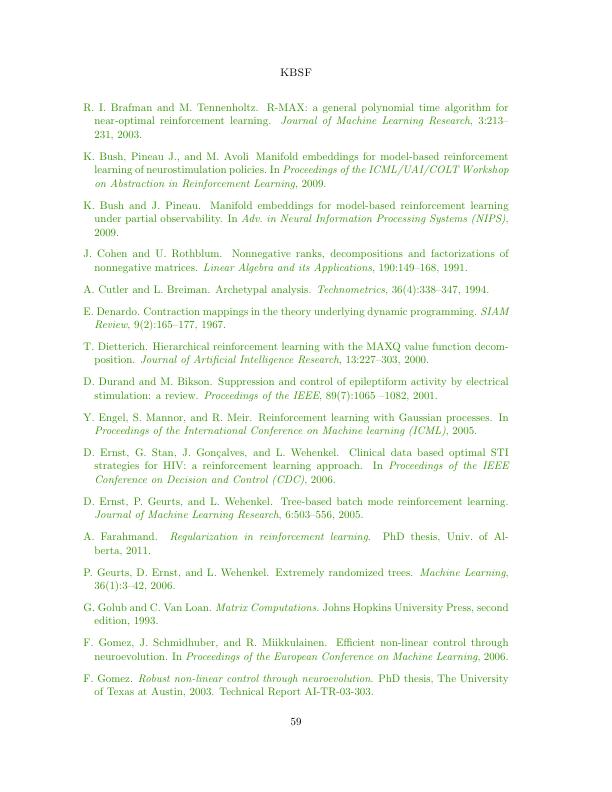 KBSF
R. I. Brafman and M. Tennenholtz. R-MAX: a general polynomial time algorithm for
near-optimal reinforcement learning. Journal of Machine Learning Research, 3:213–
231, 2003.
K. Bush, Pineau J., and M. Avoli Manifold embeddings for model-based reinforcement
learning of neurostimulation policies. In Proceedings of the ICML/UAI/COLT Workshop
on Abstraction in Reinforcement Learning, 2009.
K. Bush and J. Pineau. Manifold embeddings for model-based reinforcement learning
under partial observability. In Adv. in Neural Information Processing Systems (NIPS),
2009.
J. Cohen and U. Rothblum. Nonnegative ranks, decompositions and factorizations of
nonnegative matrices. Linear Algebra and its Applications, 190:149–168, 1991.
A. Cutler and L. Breiman. Archetypal analysis. Technometrics, 36(4):338–347, 1994.
E. Denardo. Contraction mappings in the theory underlying dynamic programming. SIAM
Review, 9(2):165–177, 1967.
T. Dietterich. Hierarchical reinforcement learning with the MAXQ value function decom-
position. Journal of Artificial Intelligence Research, 13:227–303, 2000.
D. Durand and M. Bikson. Suppression and control of epileptiform activity by electrical
stimulation: a review. Proceedings of the IEEE, 89(7):1065 –1082, 2001.
Y. Engel, S. Mannor, and R. Meir. Reinforcement learning with Gaussian processes. In
Proceedings of the International Conference on Machine learning (ICML), 2005.
D. Ernst, G. Stan, J. Gonçalves, and L. Wehenkel. Clinical data based optimal STI
strategies for HIV: a reinforcement learning approach. In Proceedings of the IEEE
Conference on Decision and Control (CDC), 2006.
D. Ernst, P. Geurts, and L. Wehenkel. Tree-based batch mode reinforcement learning.
Journal of Machine Learning Research, 6:503–556, 2005.
A. Farahmand. Regularization in reinforcement learning. PhD thesis, Univ. of Al-
berta, 2011.
P. Geurts, D. Ernst, and L. Wehenkel. Extremely randomized trees. Machine Learning,
36(1):3–42, 2006.
G. Golub and C. Van Loan. Matrix Computations. Johns Hopkins University Press, second
edition, 1993.
F. Gomez, J. Schmidhuber, and R. Miikkulainen. Efficient non-linear control through
neuroevolution. In Proceedings of the European Conference on Machine Learning, 2006.
F. Gomez. Robust non-linear control through neuroevolution. PhD thesis, The University
of Texas at Austin, 2003. Technical Report AI-TR-03-303.
59